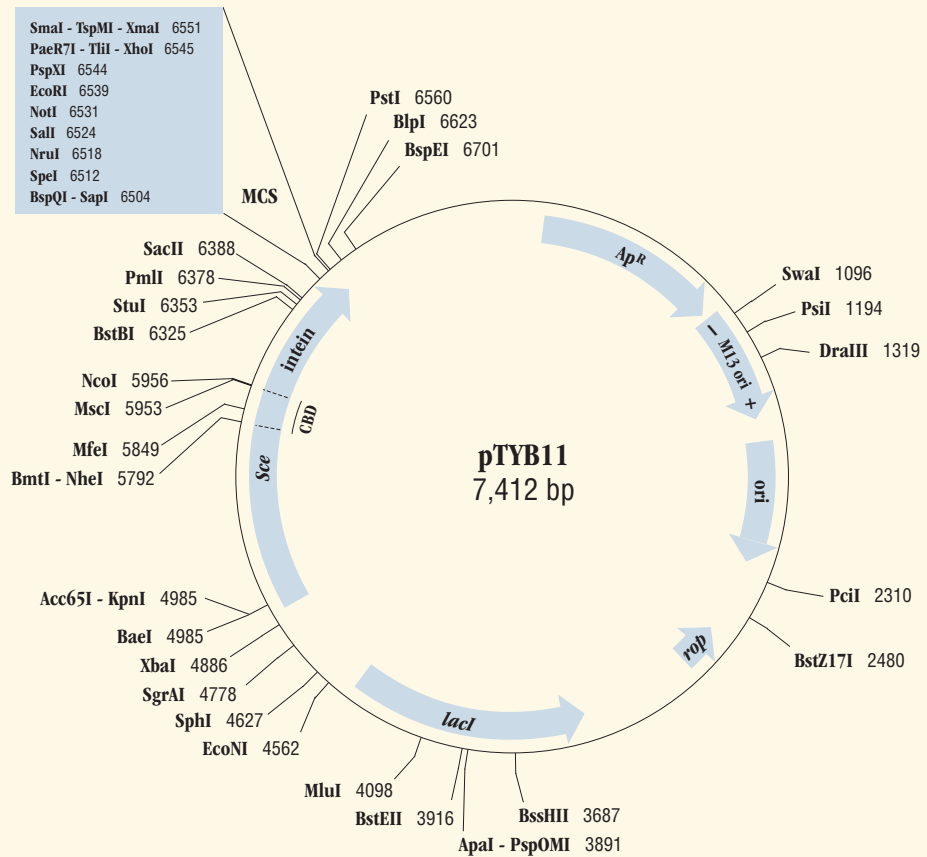 SmaI - TspMI - XmaI 6551
PaeR7I - TliI - XhoI 6545
PspXI 6544
EcoRI 6539
NotI 6531
SalI 6524
NruI 6518
SpeI 6512
BspQI - SapI 6504
MCS
PstI 6560
BlpI 6623
BspEI 6701
SacII 6388
PmlI 6378
StuI 6353
BstBI 6325
NcoI 5956
MscI 5953
MfeI 5849
BmtI - NheI 5792
Acc65I - KpnI 4985
BaeI 4985
XbaI 4886
SgrAI 4778
SphI 4627
EcoNI 4562
MluI 4098
BstEII 3916
ApaI - PspOMI 3891
BssHII 3687
BstZ17I 2480
PciI 2310
DraIII 1319
PsiI 1194
SwaI 1096
ApR
– M13 ori +
ori
rop
lacI
Sce
intein
CBD
pTYB11
7,412 bp